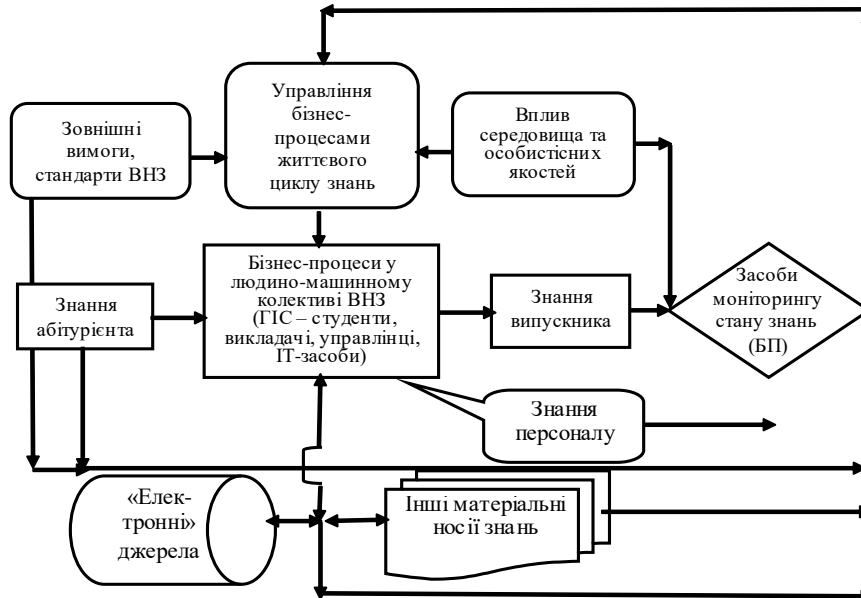 Управління
бізнес-
процесами
життєвого
циклу знань
Вплив
середовища та
особистісних
якостей
Зовнішні
вимоги,
стандарти ВНЗ
Бізнес-процеси у
людино-машинному
колективі ВНЗ
(ГІС – студенти,
викладачі, управлінці,
ІТ-засоби)
Знання
абітурієнта
Знання
випускника
Засоби
моніторингу
стану знань
(БП)
Знання
персоналу
«Елек-
тронні»
джерела
Інші матеріальні
носії знань